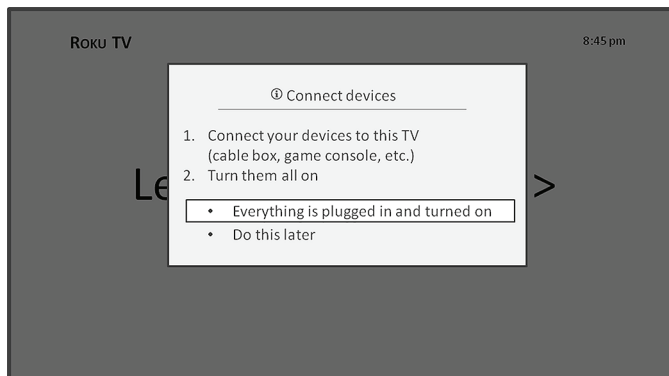 ROKU TV
8:45 pm
ⓘ Connect devices
1. Connect your devices to this TV
(cable box, game console, etc.)
2. Turn them all on
Le >
• Everything is plugged in and turned on
• Do this later